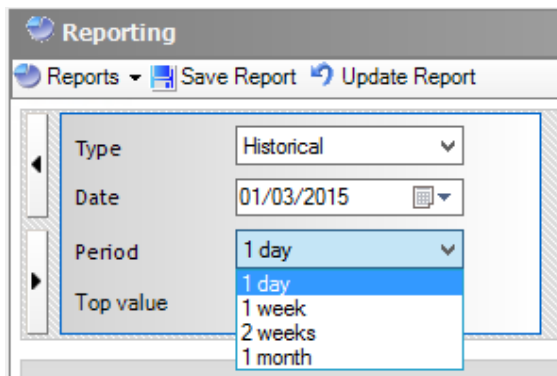 Reporting
Reports Save Report Update Report
Type Historical
Date 01/03/2015
Period 1 day
1 day
Top value
1 week
2 weeks
1 month